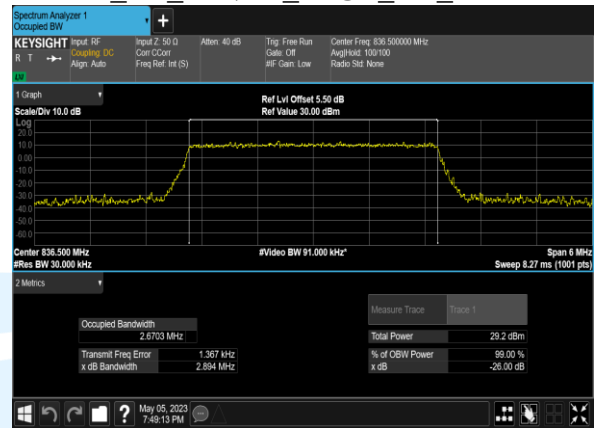 Spectrum Analyzer 1
Occupied BW
+
KEYSIGHT Input: RF Input Z: 50 Ω Atten: 40 dB Trig: Free Run Center Freq: 836.500000 MHz
R T Coupling: DC Corr CCorr Gate: Off Avg|Hold: 100/100
Align: Auto Freq Ref: Int (S) #IF Gain: Low Radio Std: None
1 Graph
Ref Lvl Offset 5.50 dB
Scale/Div 10.0 dB Ref Value 30.00 dBm
Log
20.0
10.0
0.00
-10.0
-20.0
-30.0
-40.0
-50.0
-60.0
Center 836.500 MHz #Video BW 91.000 kHz* Span 6 MHz
#Res BW 30.000 kHz Sweep 8.27 ms (1001 pts)
2 Metrics
Measure Trace Trace 1
Occupied Bandwidth
2.6703 MHz Total Power 29.2 dBm
Transmit Freq Error 1.367 kHz % of OBW Power 99.00 %
x dB Bandwidth 2.894 MHz x dB -26.00 dB
? May 05, 2023
7:49:13 PM